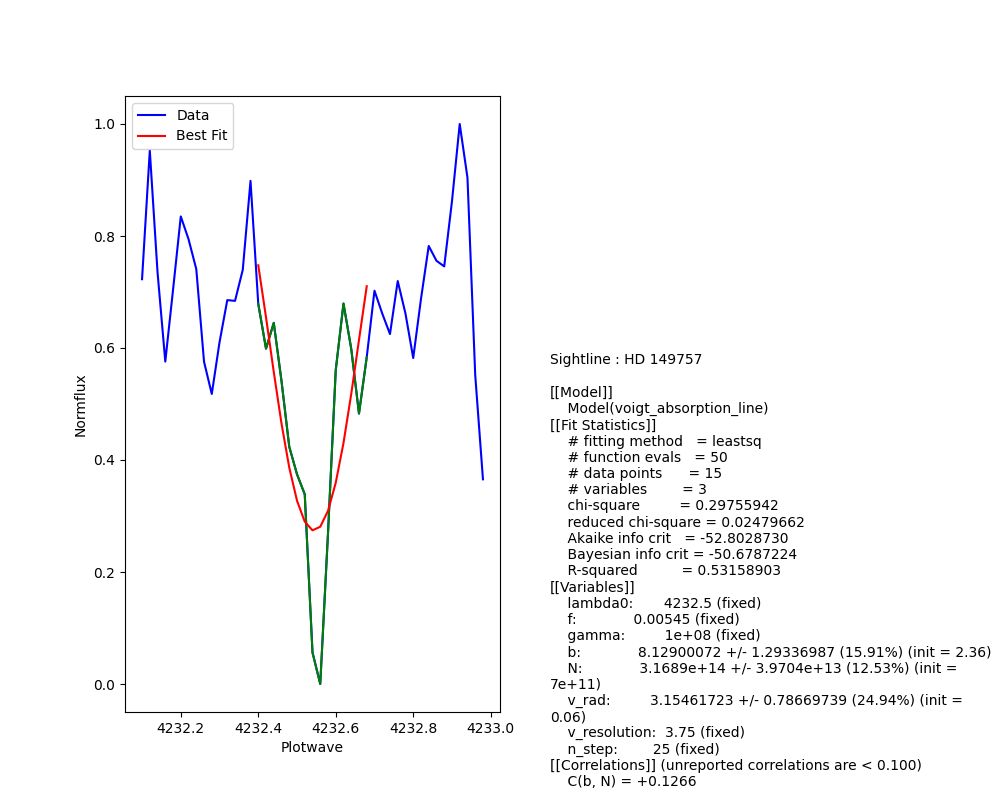 Data
Best Fit
1.0
0.8
0.6
0.4
0.2
0.0
Normflux
4232.2
4232.4
4232.6
4232.8
4233.0
Plotwave
Sightline : HD 149757
[[Model]]
Model(voigt_absorption_line)
[[Fit Statistics]]
# fitting method = leastsq
# function evals = 50
# data points = 15
# variables = 3
chi-square = 0.29755942
reduced chi-square = 0.02479662
Akaike info crit = -52.8028730
Bayesian info crit = -50.6787224
R-squared = 0.53158903
[[Variables]]
lambda0: 4232.5 (fixed)
f: 0.00545 (fixed)
gamma: 1e+08 (fixed)
b: 8.12900072 +/- 1.29336987 (15.91%) (init = 2.36)
N: 3.1689e+14 +/- 3.9704e+13 (12.53%) (init =
7e+11)
v_rad: 3.15461723 +/- 0.78669739 (24.94%) (init =
0.06)
v_resolution: 3.75 (fixed)
n_step: 25 (fixed)
[[Correlations]] (unreported correlations are < 0.100)
C(b, N) = +0.1266